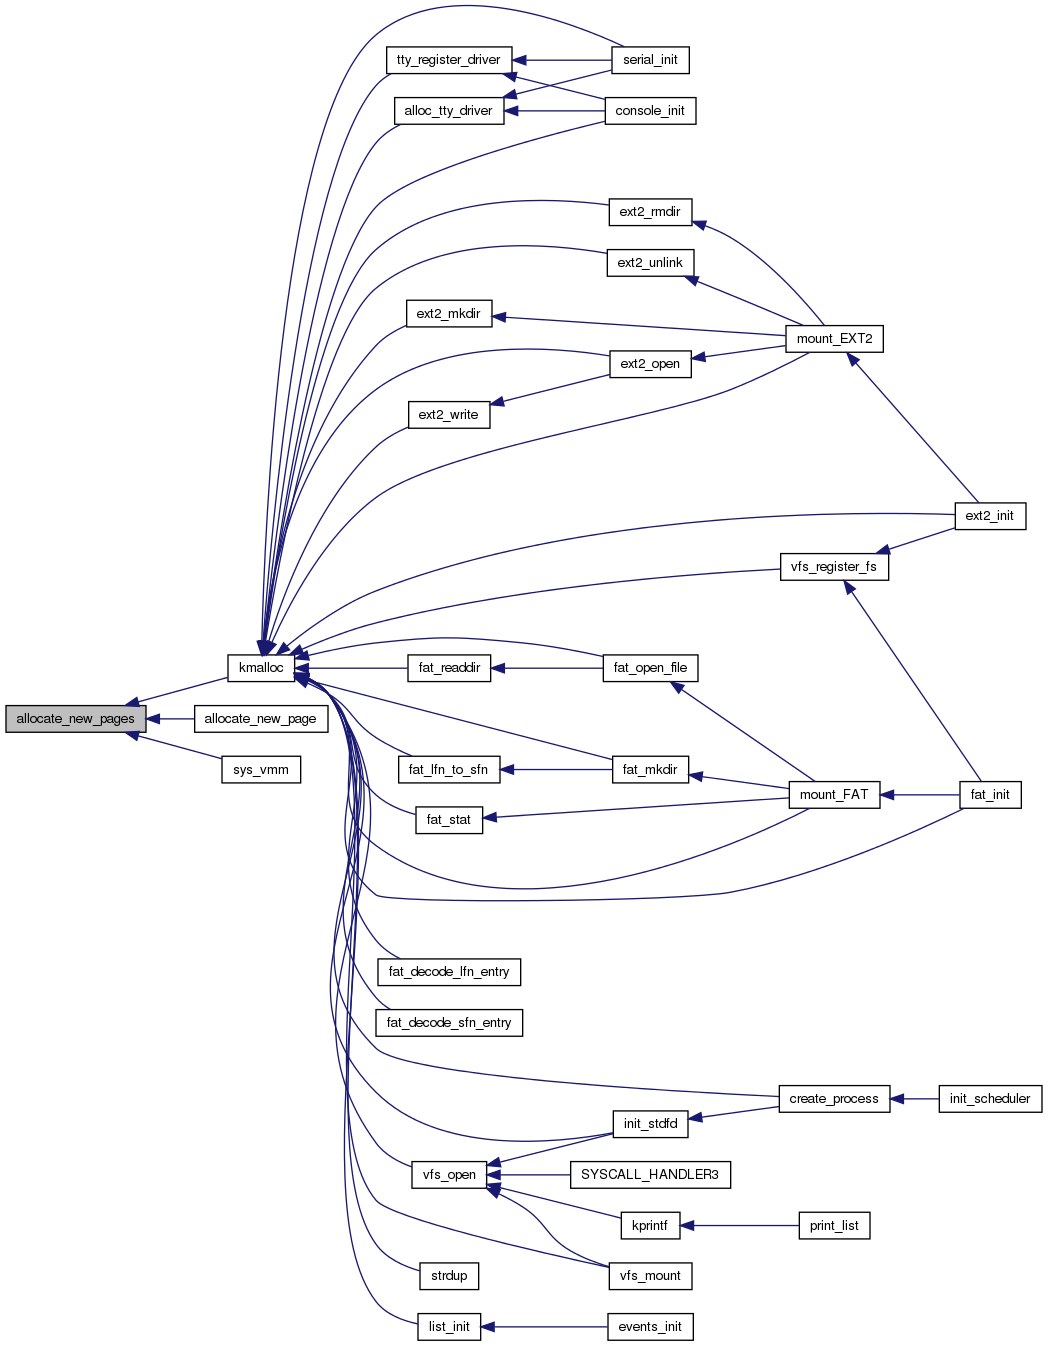 tty_register_driver
serial_init
alloc_tty_driver
console_init
ext2_rmdir
ext2_unlink
ext2_mkdir
mount_EXT2
ext2_open
ext2_write
ext2_init
vfs_register_fs
kmalloc
fat_readdir
fat_open_file
allocate_new_pages
allocate_new_page
sys_vmm
fat_lfn_to_sfn
fat_mkdir
mount_FAT
fat_init
fat_stat
fat_decode_lfn_entry
fat_decode_sfn_entry
create_process
init_scheduler
init_stdfd
vfs_open
SYSCALL_HANDLER3
kprintf
print_list
strdup
vfs_mount
list_init
events_init